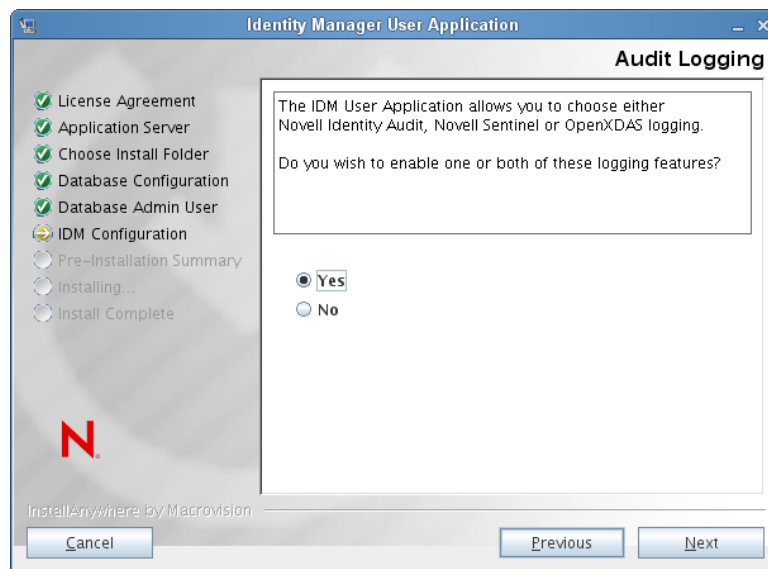 Identity Manager User Application
Audit Logging
License Agreement
Application Server
Choose Install Folder
Database Configuration
Database Admin User
IDM Configuration
Pre-Installation Summary
Installing...
Install Complete
The IDM User Application allows you to choose either
Novell Identity Audit, Novell Sentinel or OpenXDAS logging.
Do you wish to enable one or both of these logging features?
Yes
No
N.
InstallAnywhere by Macrovision
Cancel
Previous
Next